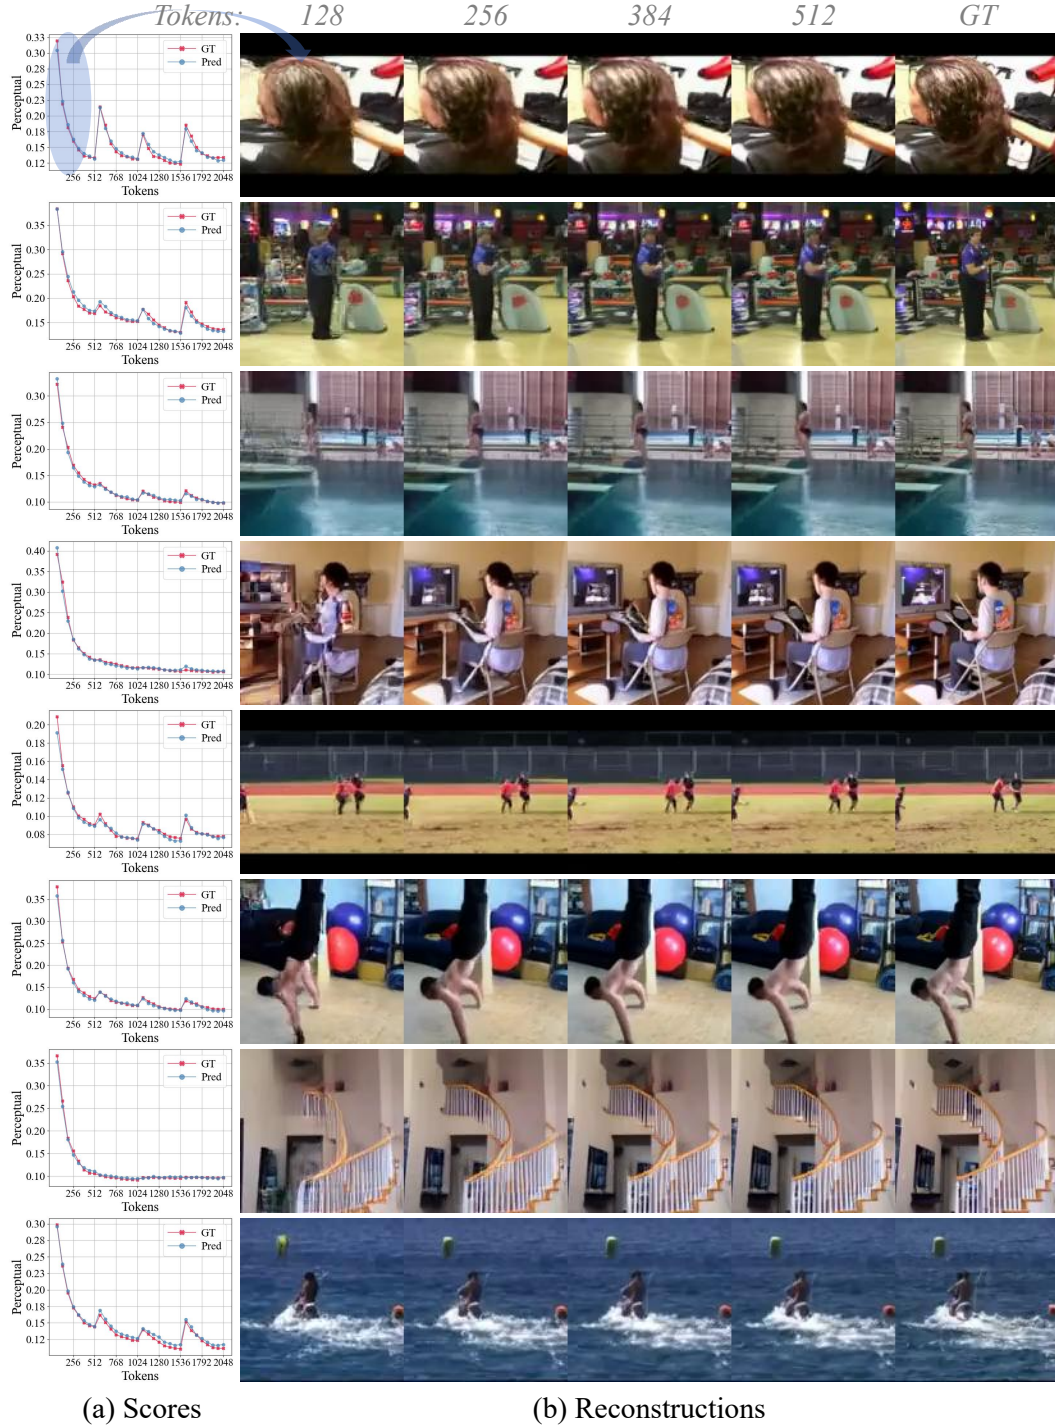 Tokens: 128 256 384 512 GT
0.33
0.30
0.28
0.25
0.23
0.20
0.18
0.15
0.12
Perceptual
GT
Pred
256 512 768 1024 1280 1536 1792 2048
Tokens
0.35
0.30
0.25
0.20
0.15
Perceptual
GT
Pred
256 512 768 1024 1280 1536 1792 2048
Tokens
0.30
0.25
0.20
0.15
0.10
Perceptual
GT
Pred
256 512 768 1024 1280 1536 1792 2048
Tokens
0.40
0.35
0.30
0.25
0.20
0.15
0.10
Perceptual
GT
Pred
256 512 768 1024 1280 1536 1792 2048
Tokens
0.20
0.18
0.16
0.14
0.12
0.10
0.08
Perceptual
GT
Pred
256 512 768 1024 1280 1536 1792 2048
Tokens
0.35
0.30
0.25
0.20
0.15
0.10
Perceptual
GT
Pred
256 512 768 1024 1280 1536 1792 2048
Tokens
0.35
0.30
0.25
0.20
0.15
0.10
Perceptual
GT
Pred
256 512 768 1024 1280 1536 1792 2048
Tokens
0.30
0.28
0.25
0.23
0.20
0.18
0.15
0.12
Perceptual
GT
Pred
256 512 768 1024 1280 1536 1792 2048
Tokens
(a) Scores
(b) Reconstructions